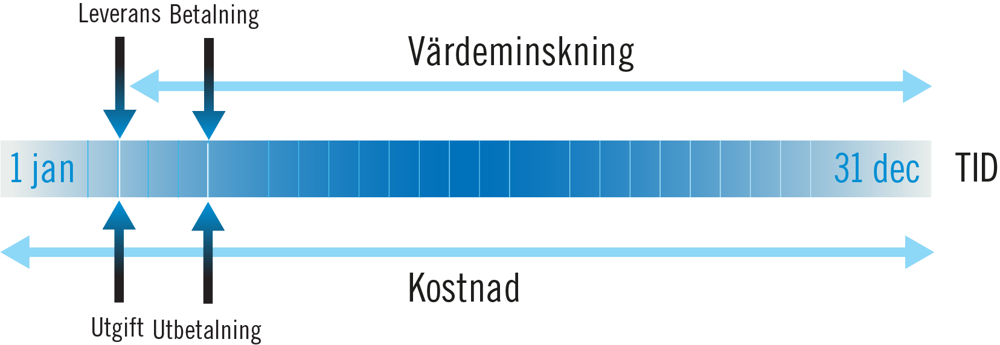 Leverans Betalning
Värdeminskning
1 jan 31 dec TID
Kostnad
Utgift Utbetalning